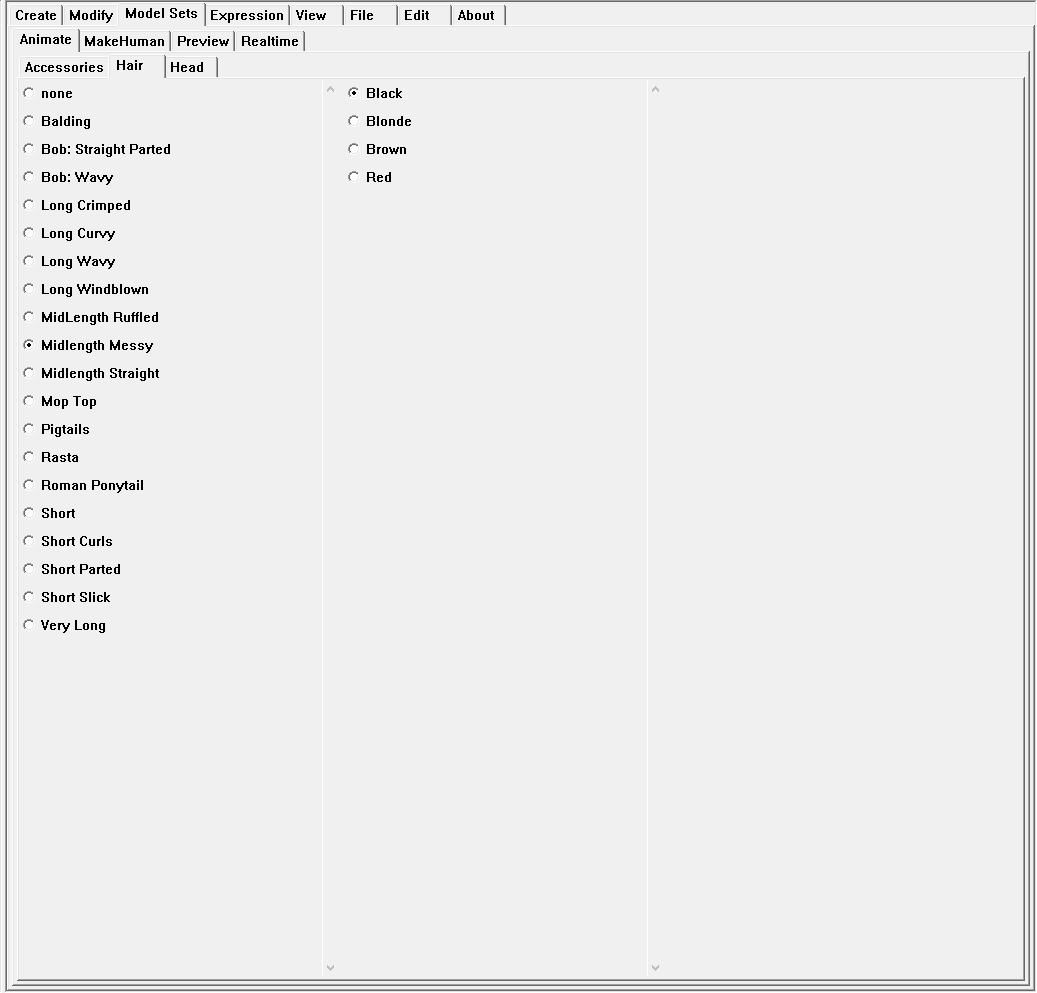 Create Modify Model Sets Expression View File Edit About
Animate MakeHuman Preview Realtime
Accessories Hair Head
none
Balding
Bob: Straight Parted
Bob: Wavy
Long Crimped
Long Curvy
Long Wavy
Long Windblown
MidLength Ruffled
Midlength Messy
Midlength Straight
Mop Top
Pigtails
Rasta
Roman Ponytail
Short
Short Curls
Short Parted
Short Slick
Very Long
Black
Blonde
Brown
Red